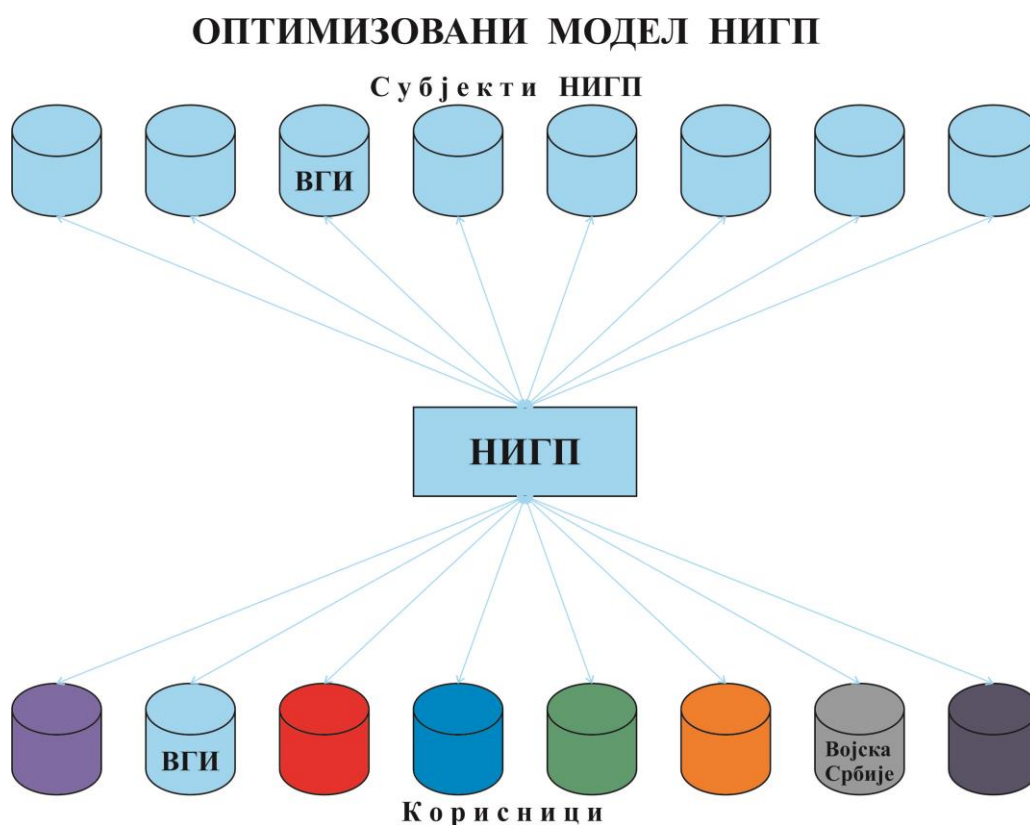 ОПТИМИЗОВАНИ МОДЕЛ НИГП
Субјекти НИГП
ВГИ
НИГП
ВГИ
Војска
Србије
Корисници